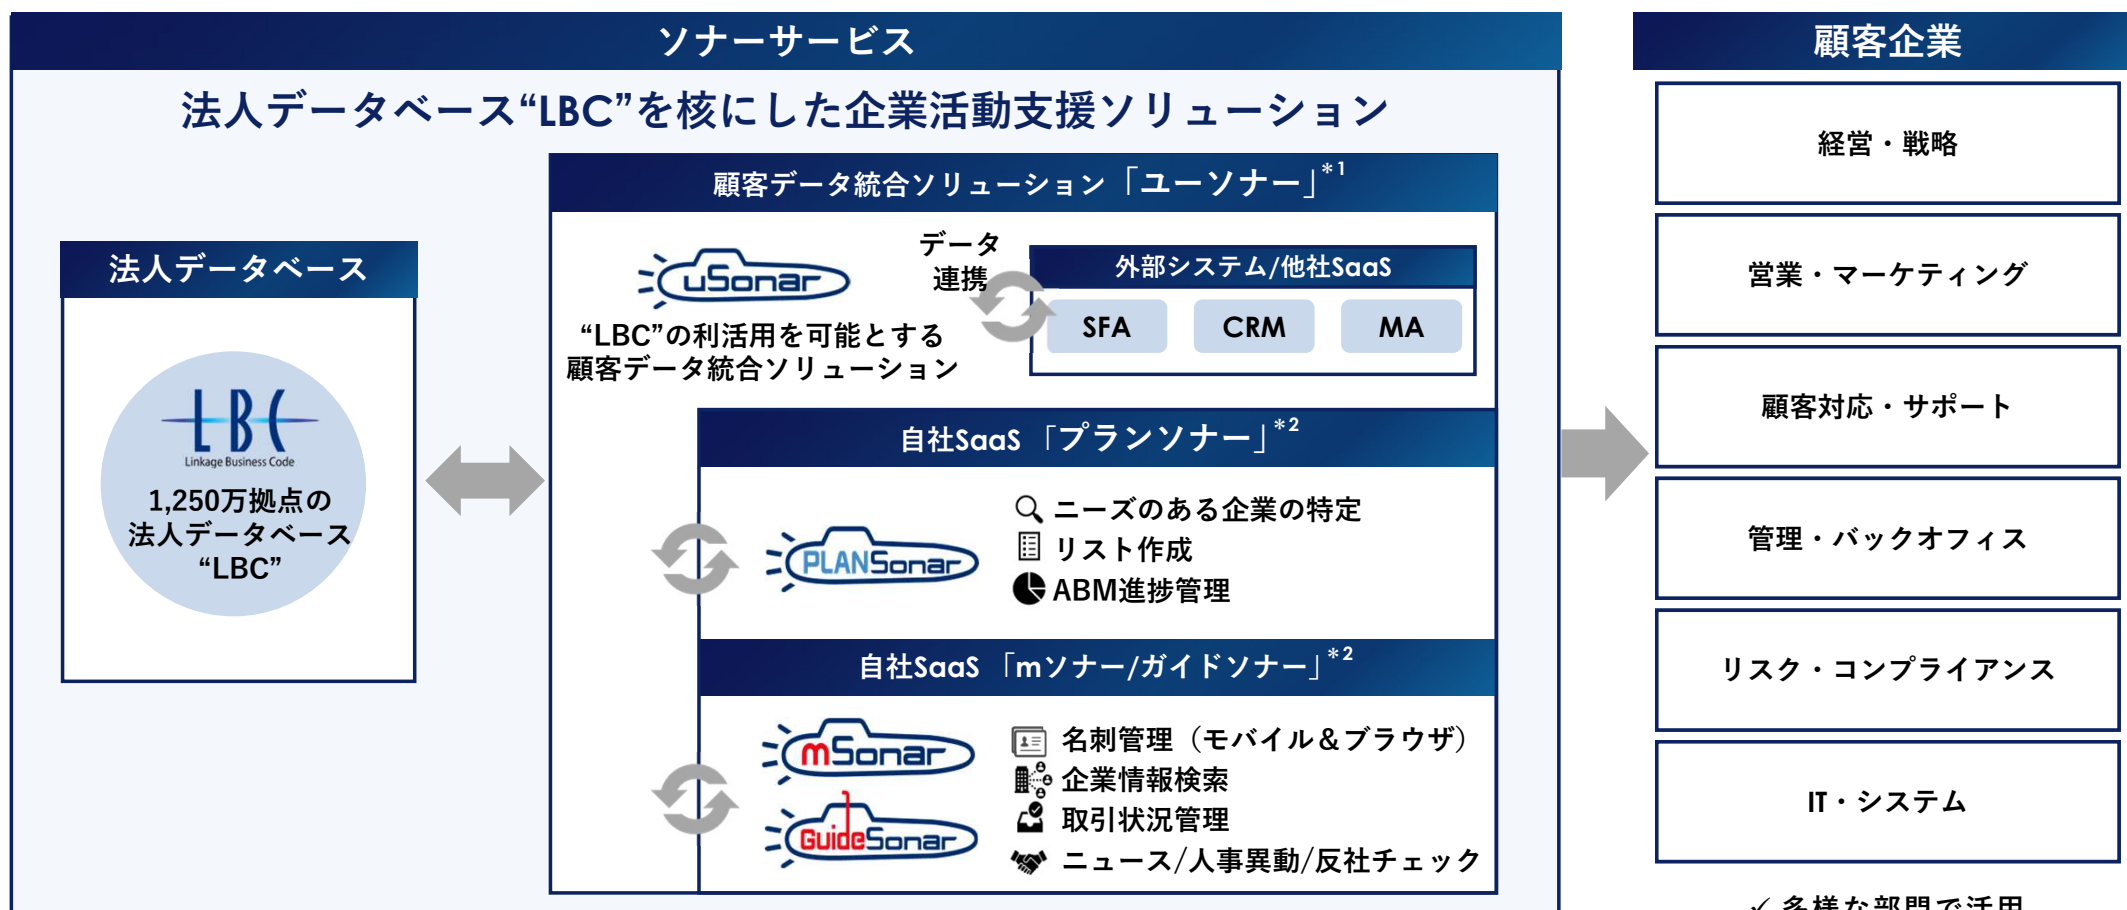 ソナーサービス
法人データベース“LBC”を核にした企業活動支援ソリューション
法人データベース
LBC
Linkage Business Code
1,250万拠点の
法人データベース
“LBC”
顧客データ統合ソリューション「ユーソナー」*1
uSonar
“LBC”の利活用を可能とする
顧客データ統合ソリューション
データ
連携
外部システム/他社SaaS
SFA
CRM
MA
自社SaaS「プランソナー」*2
PLANSonar
ニーズのある企業の特定
リスト作成
ABM進捗管理
自社SaaS「mソナー/ガイドソナー」*2
mSonar
GuideSonar
名刺管理（モバイル＆ブラウザ）
企業情報検索
取引状況管理
ニュース/人事異動/反社チェック
顧客企業
経営・戦略
営業・マーケティング
顧客対応・サポート
管理・バックオフィス
リスク・コンプライアンス
IT・システム
✓ 多様な部門で活用